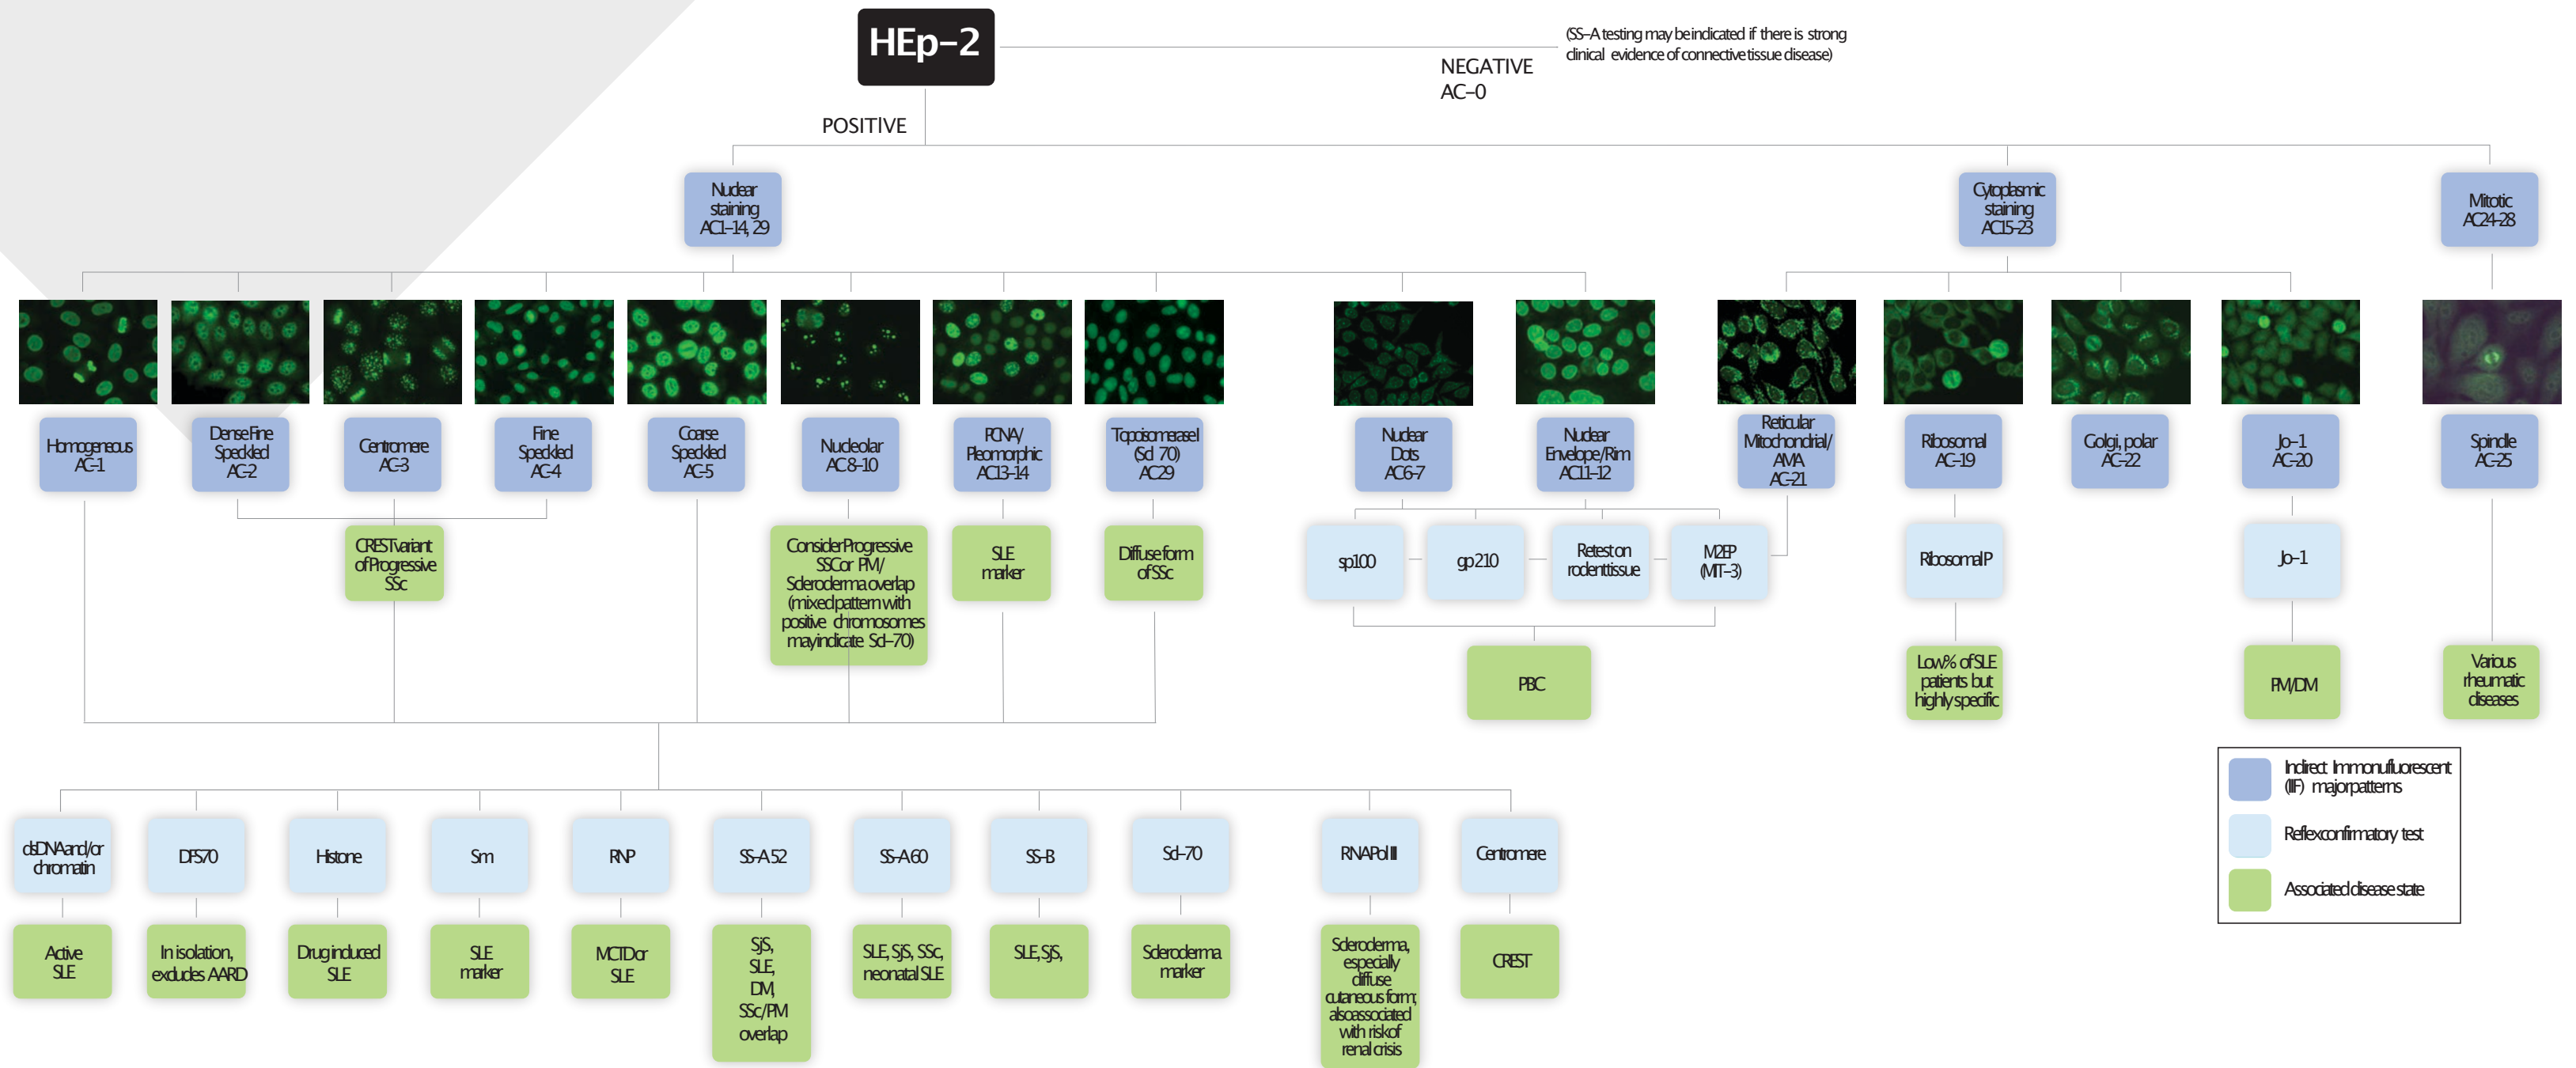 HEp-2
(SS-A testing may be indicated if there is strong
clinical evidence of connective tissue disease)
NEGATIVE
AC-0
POSITIVE
Nuclear
staining
AC1-14, 29
Cytoplasmic
staining
AC15-23
Mitotic
AC24-28
Homogeneous
AC-1
Dense Fine
Speckled
AC-2
Centromere
AC-3
Fine
Speckled
AC-4
Coarse
Speckled
AC-5
Nucleolar
AC 8-10
PCNA/
Pleomorphic
AC13-14
Topoisomerase I
(Scl 70)
AC29
Nuclear
Dots
AC6-7
Nuclear
Envelope/Rim
AC11-12
Reticular
Mitochondrial/
AMA
AC-21
Ribosomal
AC-19
Golgi, polar
AC-22
Jo-1
AC-20
Spindle
AC-25
CREST variant
of Progressive
SSc
Consider Progressive
SSC or PM/
Scleroderma overlap
(mixed pattern with
positive chromosomes
may indicate Scl-70)
SLE
marker
Diffuse form
of SSc
sp100
gp210
Retest on
rodent tissue
M2EP
(MIT-3)
Ribosomal P
Jo-1
PBC
Low % of SLE
patients but
highly specific
PM/DM
Various
rheumatic
diseases
Indirect Immonufluorescent
(IIF) major patterns
Reflex confirmatory test
Associated disease state
dsDNA and/or
chromatin
DFS70
Histone
Sm
RNP
SS-A 52
SS-A 60
SS-B
Scl-70
RNA Pol III
Centromere
Active
SLE
In isolation,
excludes AARD
Drug induced
SLE
SLE
marker
MCTD or
SLE
SjS,
SLE,
DM,
SSc/PM
overlap
SLE, SjS, SSc,
neonatal SLE
SLE, SjS,
Scleroderma
marker
Scleroderma,
especially
diffuse
cutaneous form;
also associated
with risk of
renal crisis
CREST